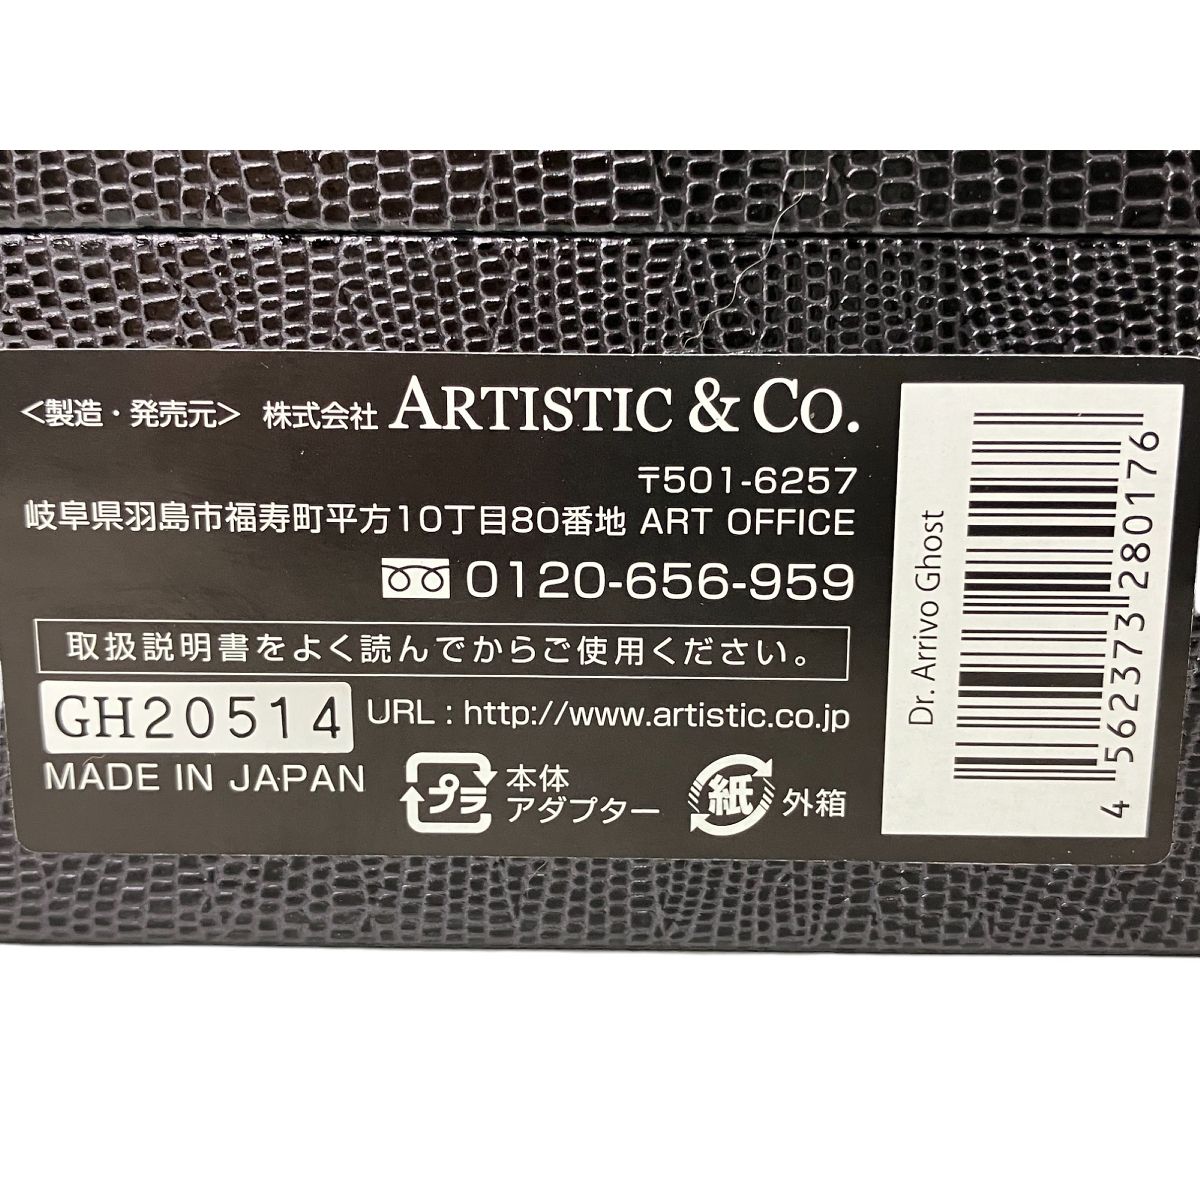 <製造・発売元> 株式会社 ARTISTIC & CO.
〒501-6257
岐阜県羽島市福寿町平方10丁目80番地 ART OFFICE
0120-656-959
取扱説明書をよく読んでからご使用ください。
GH20514 URL : http://www.artistic.co.jp
MADE IN JAPAN
プラ 本体
アダプター
紙 外箱
Dr. Arrivo Ghost
4 562373 280176